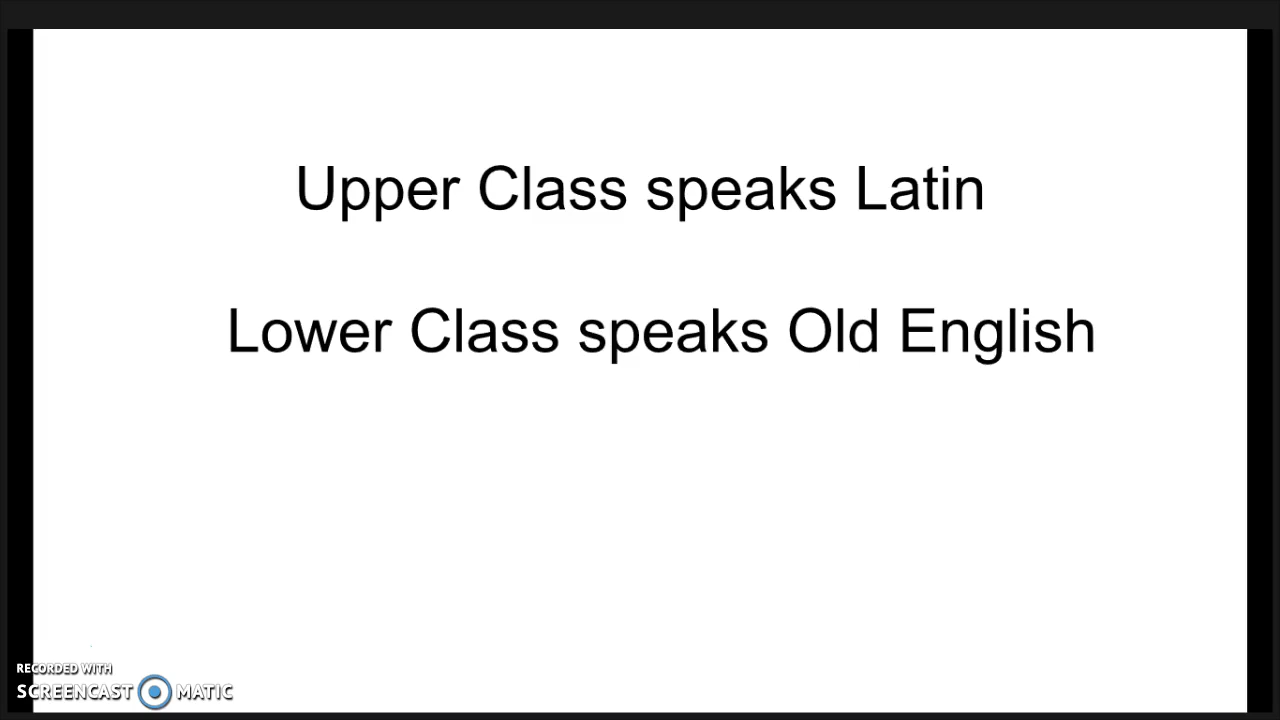 Upper Class speaks Latin
Lower Class speaks Old English
RECORDED WITH
SCREENCAST MATIC